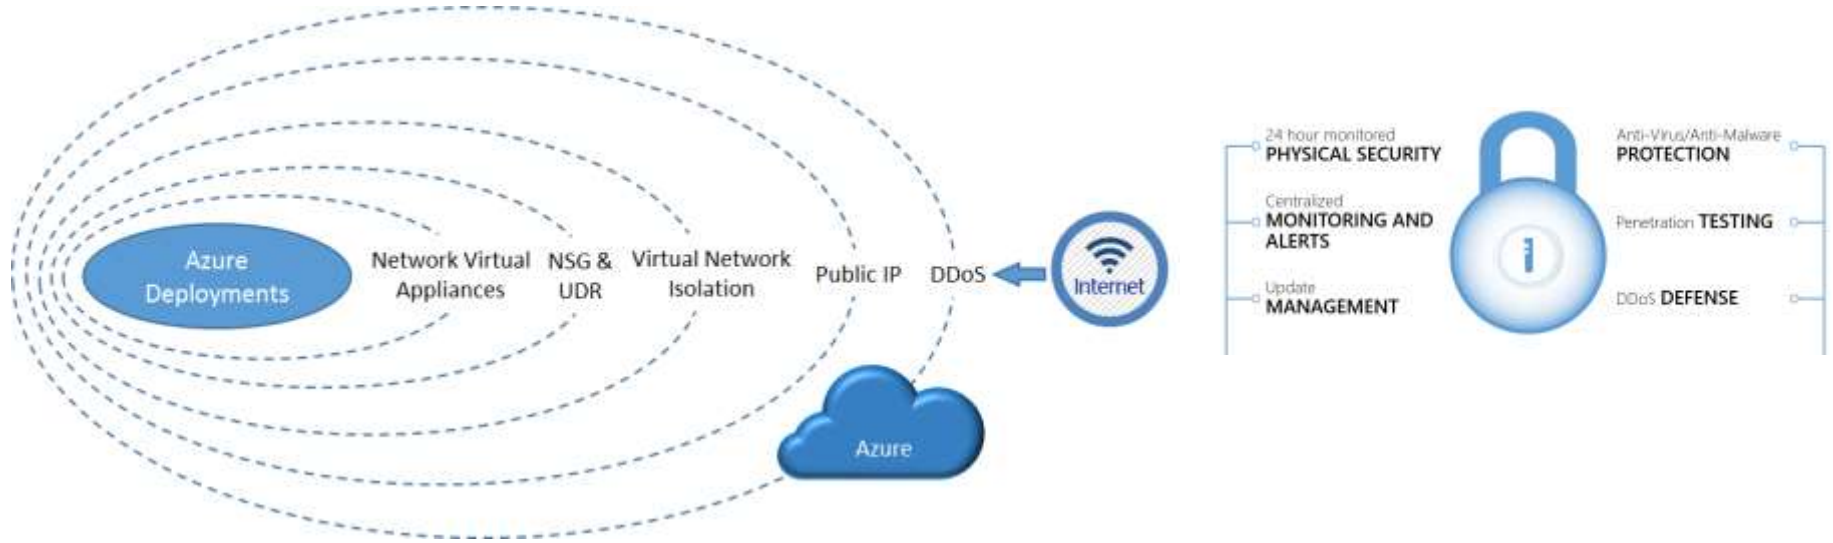 Azure
Deployments
Network Virtual
Appliances
NSG &
UDR
Virtual Network
Isolation
Public IP
DDoS
Internet
Azure
24 hour monitored
PHYSICAL SECURITY
Centralized
MONITORING AND
ALERTS
Update
MANAGEMENT
Anti-Virus/Anti-Malware
PROTECTION
Penetration TESTING
DDoS DEFENSE